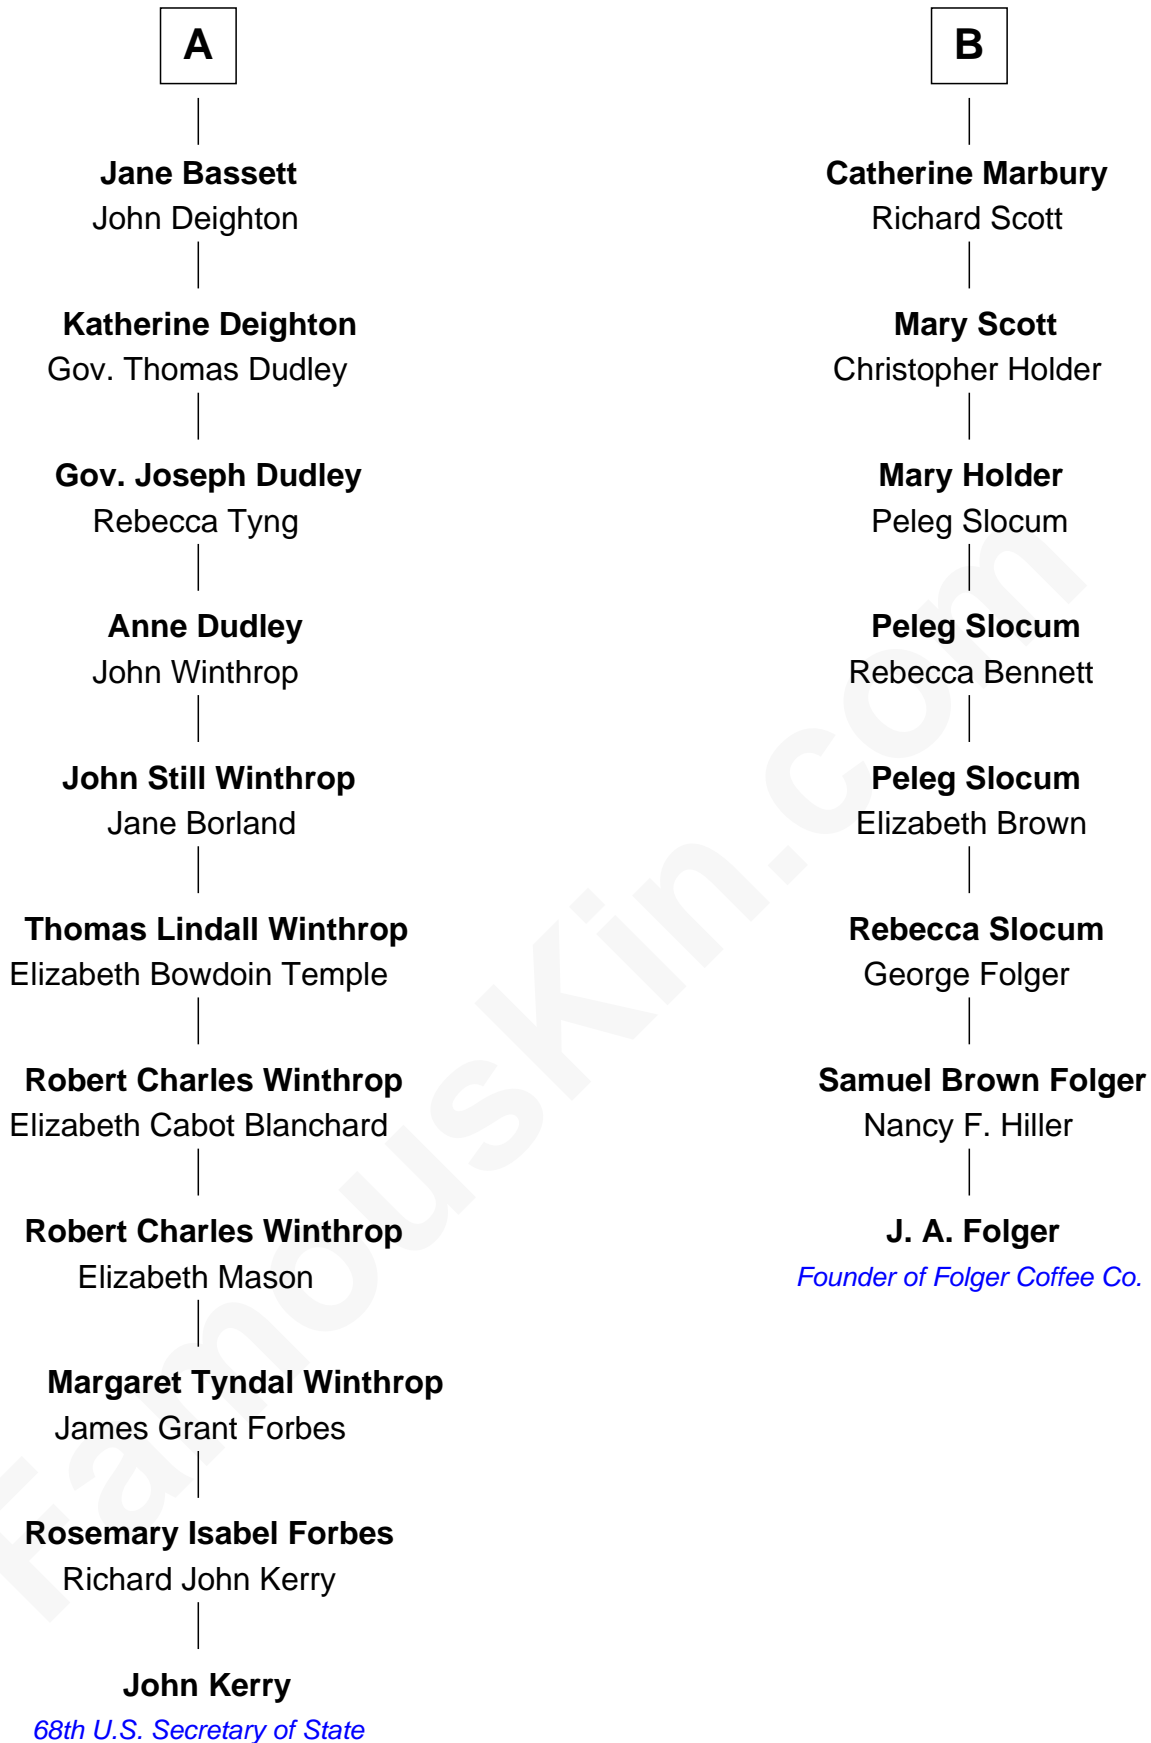 A
Jane Bassett
John Deighton
Katherine Deighton
Gov. Thomas Dudley
Gov. Joseph Dudley
Rebecca Tyng
Anne Dudley
John Winthrop
John Still Winthrop
Jane Borland
Thomas Lindall Winthrop
Elizabeth Bowdoin Temple
Robert Charles Winthrop
Elizabeth Cabot Blanchard
Robert Charles Winthrop
Elizabeth Mason
Margaret Tyndal Winthrop
James Grant Forbes
Rosemary Isabel Forbes
Richard John Kerry
John Kerry
68th U.S. Secretary of State
B
Catherine Marbury
Richard Scott
Mary Scott
Christopher Holder
Mary Holder
Peleg Slocum
Peleg Slocum
Rebecca Bennett
Peleg Slocum
Elizabeth Brown
Rebecca Slocum
George Folger
Samuel Brown Folger
Nancy F. Hiller
J. A. Folger
Founder of Folger Coffee Co.
FamousKin.com